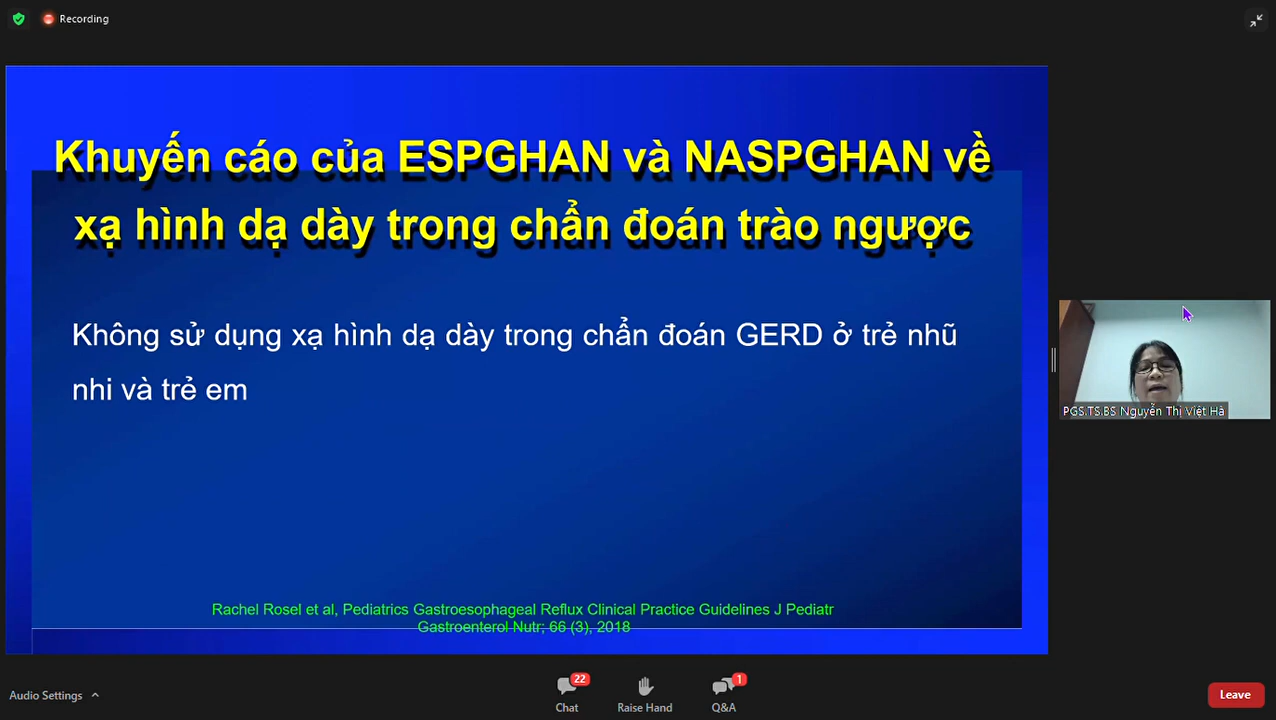 Recording
Khuyến cáo của ESPGHAN và NASPGHAN về
xạ hình dạ dày trong chẩn đoán trào ngược
Không sử dụng xạ hình dạ dày trong chẩn đoán GERD ở trẻ nhũ
nhi và trẻ em
PGS.TS.BS Nguyễn Thị Việt Hà
Rachel Rosel et al, Pediatrics Gastroesophageal Reflux Clinical Practice Guidelines J Pediatr
Gastroenterol Nutr; 66 (3), 2018
Audio Settings
22
Chat
Raise Hand
1
Q&A
Leave